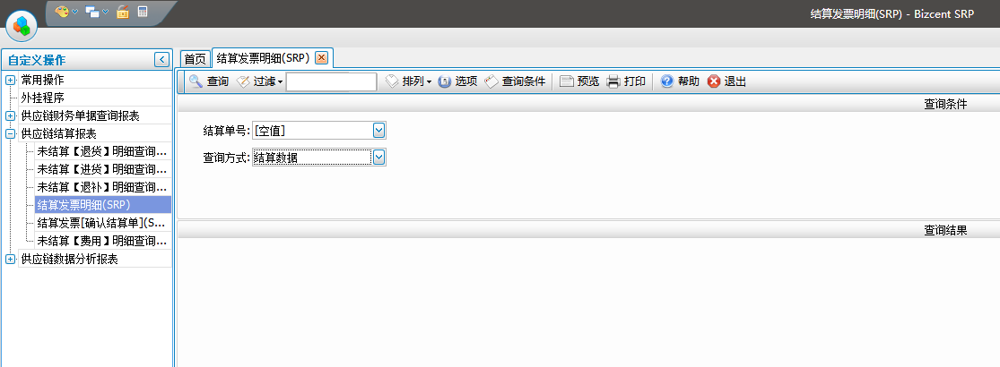 结算发票明细(SRP) - Bizcent SRP
自定义操作
首页 结算发票明细(SRP)
常用操作
外挂程序
供应链财务单据查询报表
供应链结算报表
未结算【退货】明细查询...
未结算【进货】明细查询...
未结算【退补】明细查询...
结算发票明细(SRP)
结算发票[确认结算单](S...
未结算【费用】明细查询...
供应链数据分析报表
查询 过滤 排列 选项 查询条件 预览 打印 帮助 退出
查询条件
结算单号: [空值]
查询方式: 结算数据
查询结果